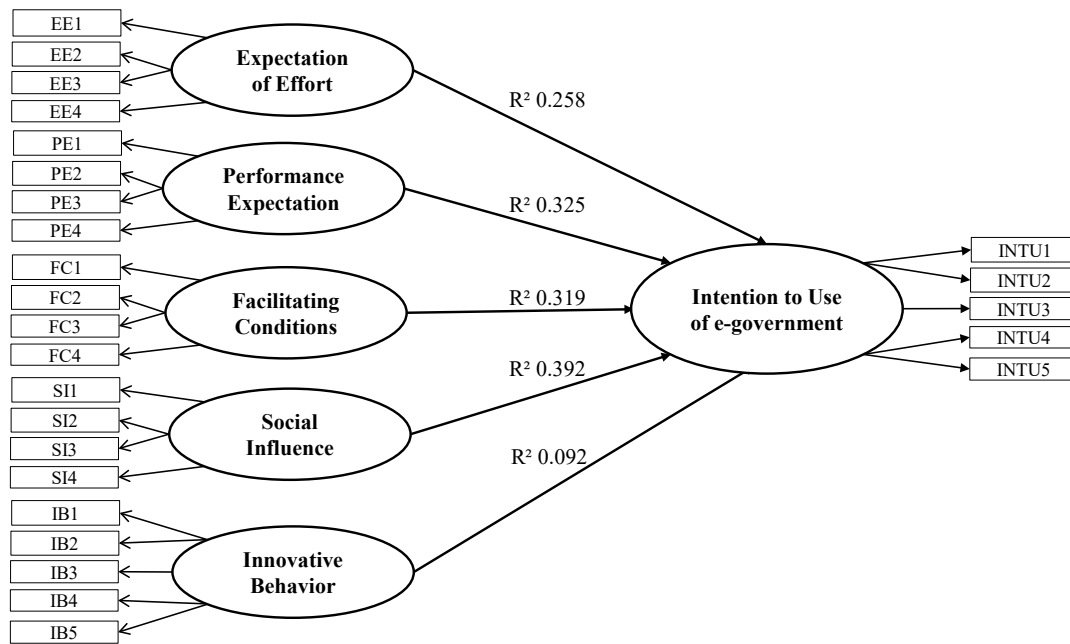 EE1
EE2
EE3
EE4
Expectation
of Effort
R² 0.258
PE1
PE2
PE3
PE4
Performance
Expectation
R² 0.325
FC1
FC2
FC3
FC4
Facilitating
Conditions
R² 0.319
SI1
SI2
SI3
SI4
Social
Influence
R² 0.392
IB1
IB2
IB3
IB4
IB5
Innovative
Behavior
R² 0.092
Intention to Use
of e-government
INTU1
INTU2
INTU3
INTU4
INTU5